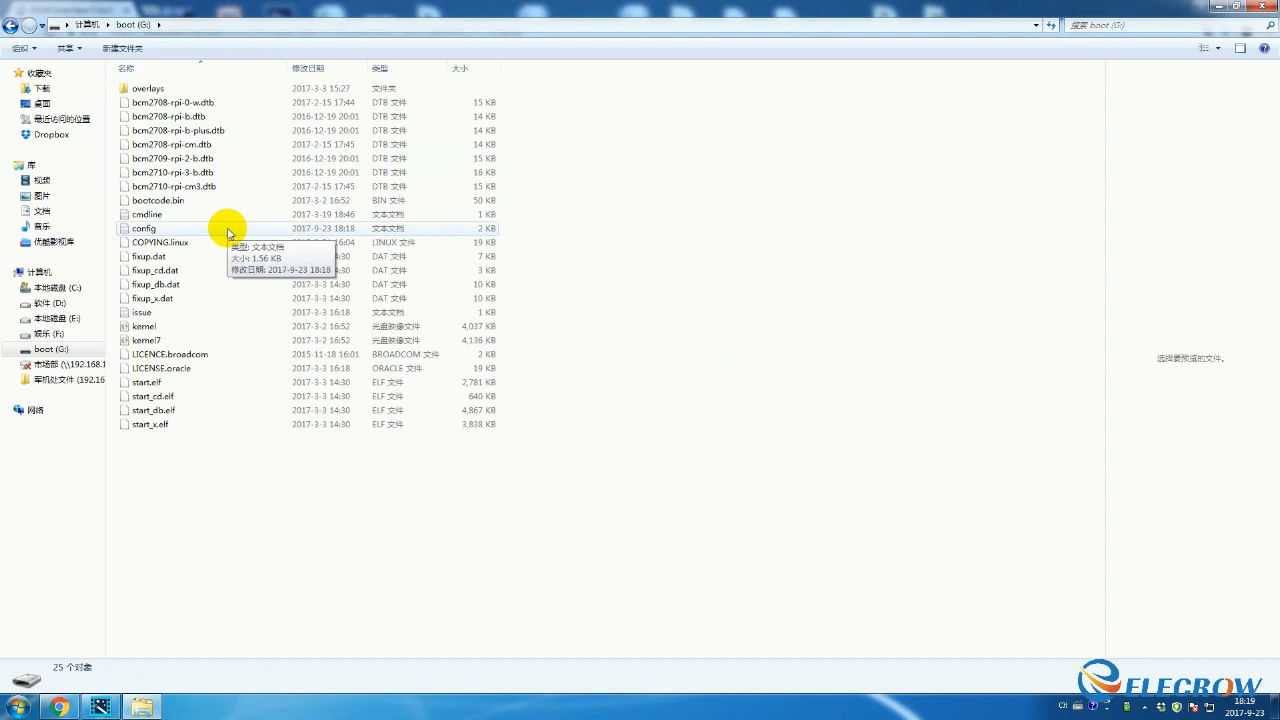 计算机 boot (G:)
搜索 boot (G:)
组织 共享 新建文件夹
名称 修改日期 类型 大小
收藏夹
下载
桌面
最近访问的位置
Dropbox
库
视频
图片
文档
音乐
优酷影视库
计算机
本地磁盘 (C:)
软件 (D:)
本地磁盘 (E:)
娱乐 (F:)
boot (G:)
市场部 (\\192.168.1
军机处文件 (192.16
网络
overlays 2017-3-3 15:27 文件夹
bcm2708-rpi-0-w.dtb 2017-2-15 17:44 DTB 文件 15 KB
bcm2708-rpi-b.dtb 2016-12-19 20:01 DTB 文件 14 KB
bcm2708-rpi-b-plus.dtb 2016-12-19 20:01 DTB 文件 14 KB
bcm2708-rpi-cm.dtb 2017-2-15 17:44 DTB 文件 14 KB
bcm2709-rpi-2-b.dtb 2016-12-19 20:01 DTB 文件 15 KB
bcm2710-rpi-3-b.dtb 2016-12-19 20:01 DTB 文件 16 KB
bcm2710-rpi-cm3.dtb 2017-2-15 17:45 DTB 文件 15 KB
bootcode.bin 2017-3-2 16:52 BIN 文件 50 KB
cmdline 2017-3-19 18:46 文本文档 1 KB
config 2017-9-23 18:18 文本文档 2 KB
COPYING.linux 16:04 LINUX 文件 19 KB
fixup.dat DAT 文件 7 KB
fixup_cd.dat DAT 文件 3 KB
fixup_db.dat 2017-3-3 14:30 DAT 文件 10 KB
fixup_x.dat 2017-3-3 14:30 DAT 文件 10 KB
issue 2017-3-3 16:18 文本文档 1 KB
kernel 2017-3-2 16:52 光盘映像文件 4,037 KB
kernel7 2017-3-2 16:52 光盘映像文件 4,136 KB
LICENCE.broadcom 2015-11-18 16:01 BROADCOM 文件 2 KB
LICENSE.oracle 2017-3-3 16:18 ORACLE 文件 19 KB
start.elf 2017-3-3 14:30 ELF 文件 2,781 KB
start_cd.elf 2017-3-3 14:30 ELF 文件 640 KB
start_db.elf 2017-3-3 14:30 ELF 文件 4,867 KB
start_x.elf 2017-3-3 14:30 ELF 文件 3,838 KB
类型: 文本文档
大小: 1.56 KB
修改日期: 2017-9-23 18:18
选择要预览的文件。
25 个对象
ELECROW
CH
18:19
2017-9-23